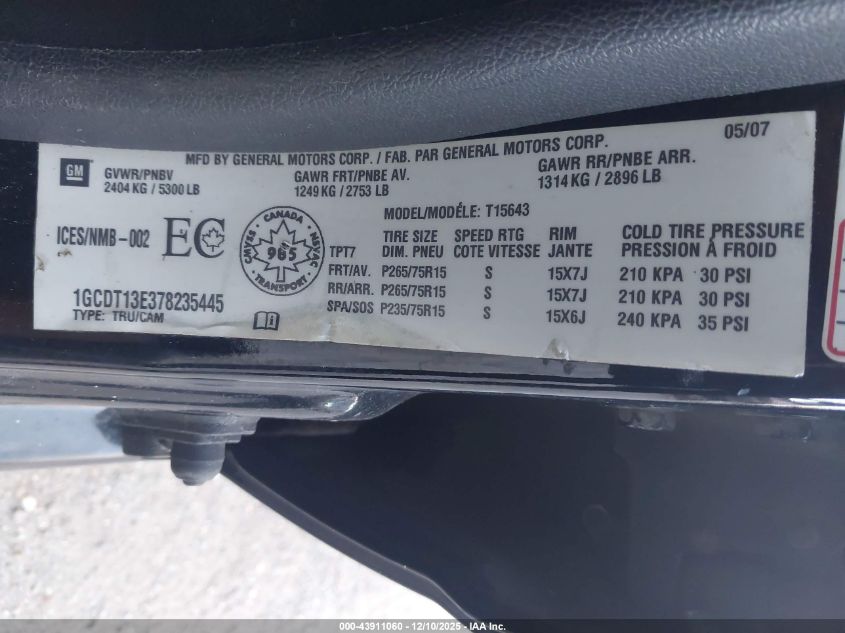 05/07
MFD BY GENERAL MOTORS CORP. / FAB. PAR GENERAL MOTORS CORP.
GM
GVWR/PNBV
2404 KG / 5300 LB
GAWR FRT/PNBE AV.
1249 KG / 2753 LB
GAWR RR/PNBE ARR.
1314 KG / 2896 LB
MODEL/MODÉLE: T15643
ICES/NMB-002
EC
CANADA
965
TRANSPORT
CMVSS
NSVAC
TPT7
TIRE SIZE SPEED RTG RIM COLD TIRE PRESSURE
DIM. PNEU COTE VITESSE JANTE PRESSION À FROID
FRT/AV. P265/75R15 S 15X7J 210 KPA 30 PSI
RR/ARR. P265/75R15 S 15X7J 210 KPA 30 PSI
SPA/SOS P235/75R15 S 15X6J 240 KPA 35 PSI
1GCDT13E378235445
TYPE: TRU/CAM
000-43911060 - 12/10/2025 - IAA Inc.